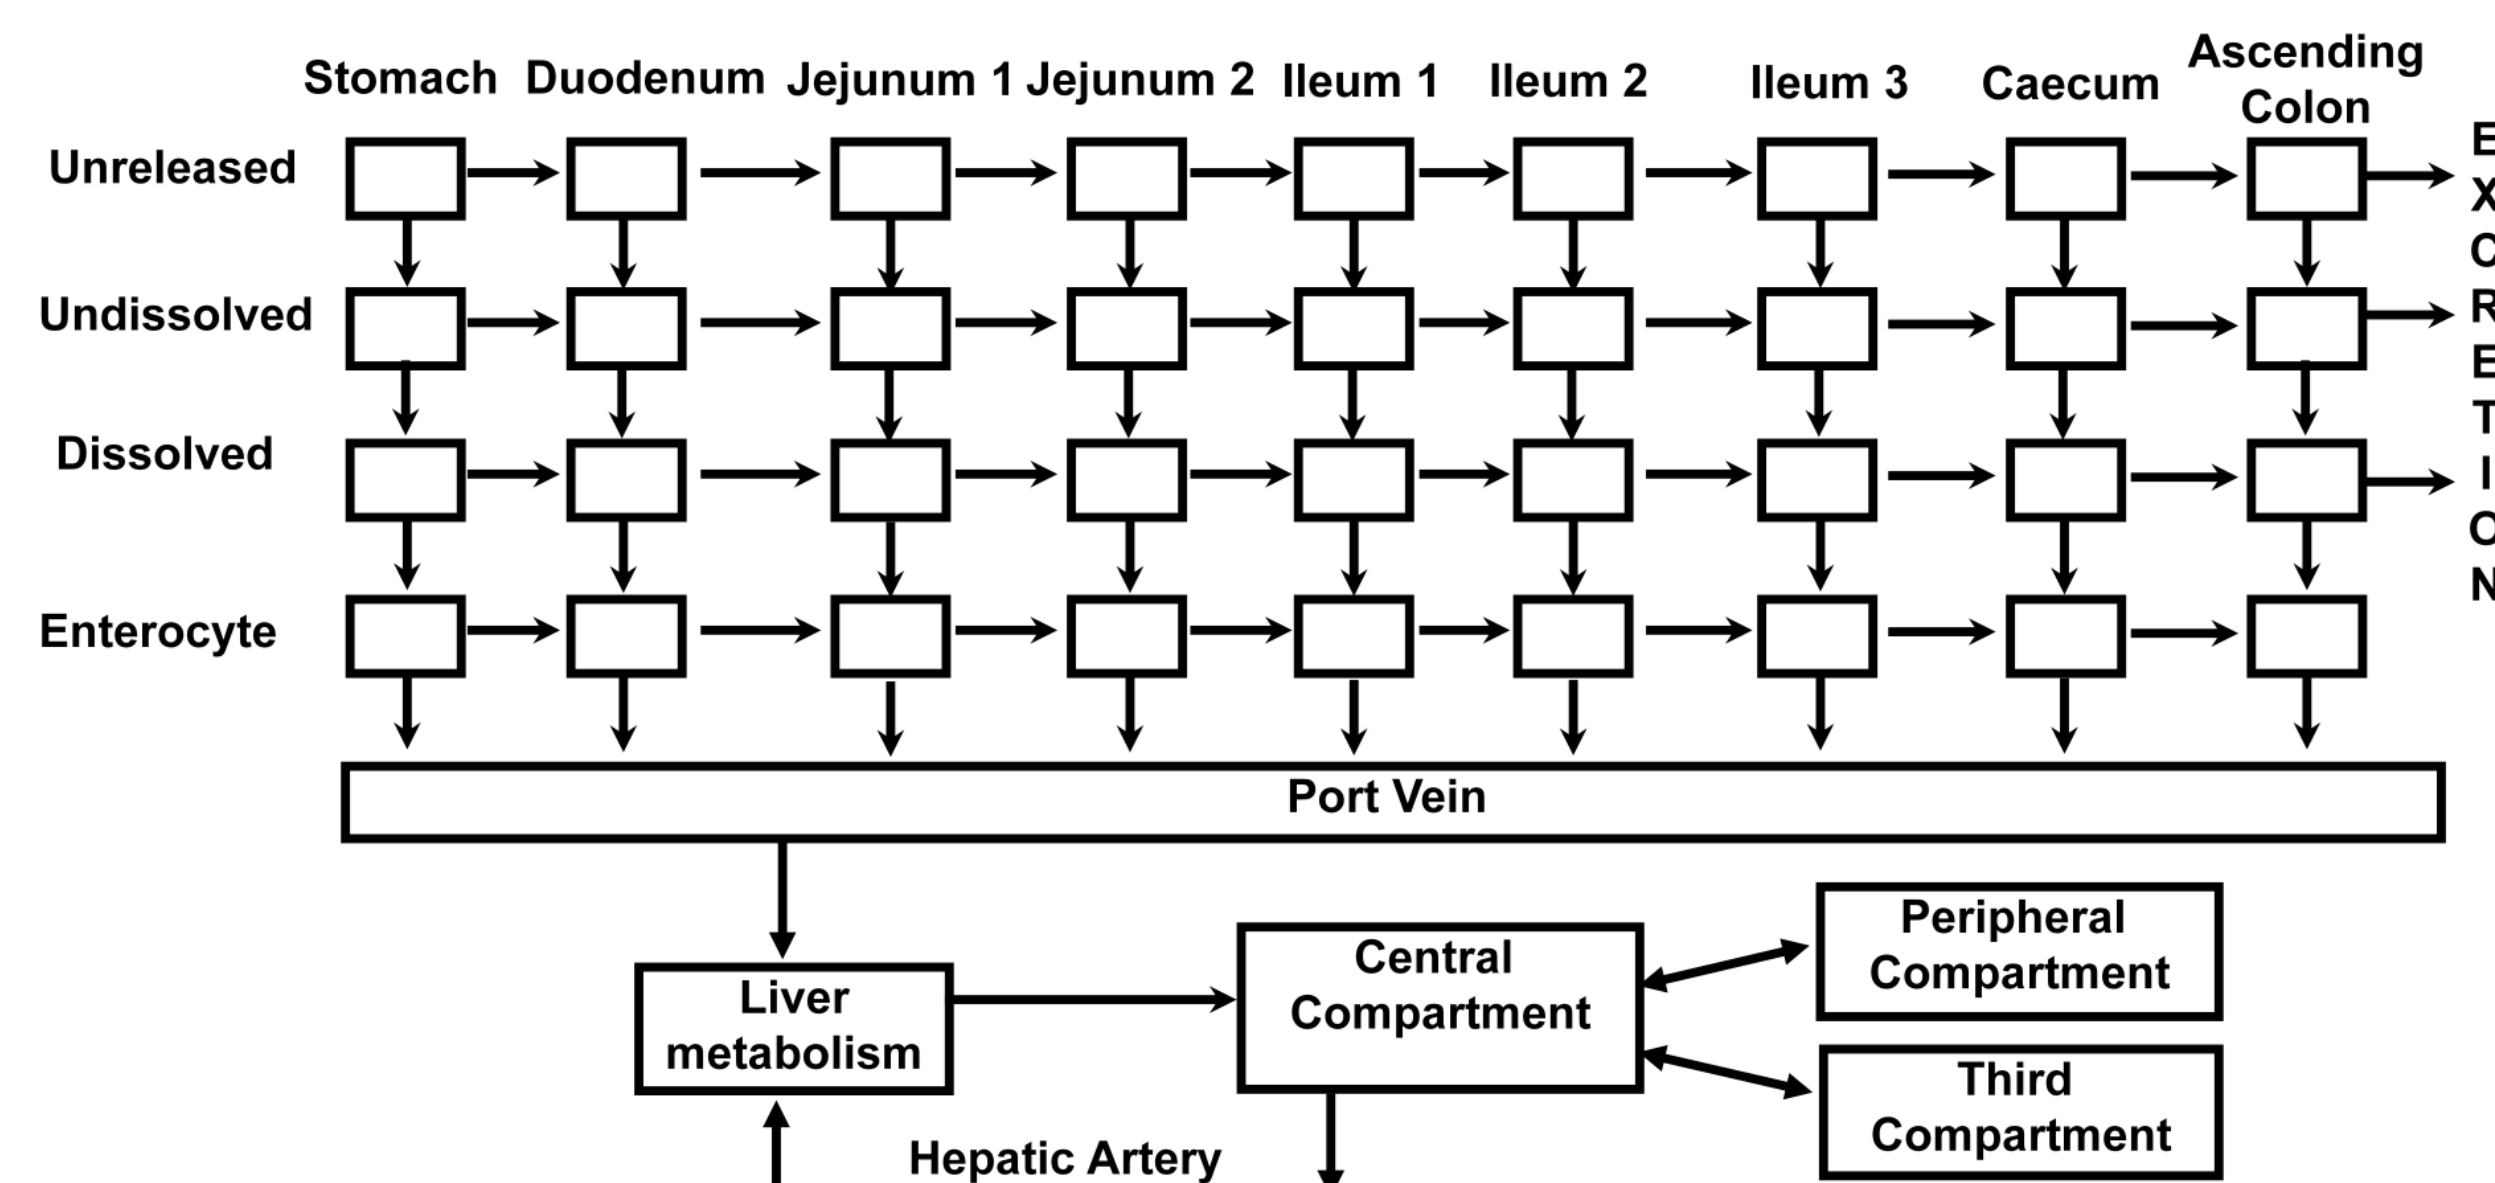 Stomach Duodenum Jejunum 1 Jejunum 2 Ileum 1 Ileum 2 Ileum 3 Caecum Ascending
Colon
Unreleased
Undissolved
Dissolved
Enterocyte
E
X
C
R
E
T
I
O
N
Port Vein
Liver
metabolism
Central
Compartment
Peripheral
Compartment
Third
Compartment
Hepatic Artery